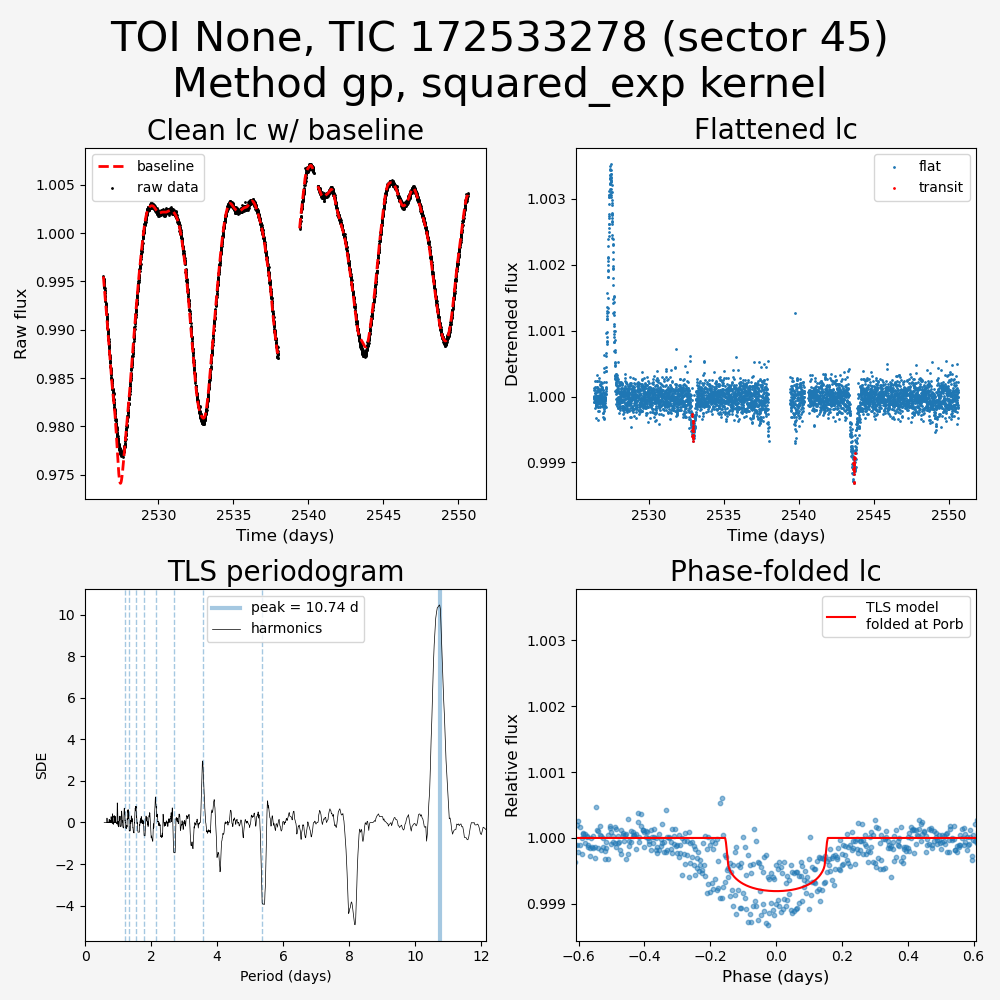 TOI None, TIC 172533278 (sector 45)
Method gp, squared_exp kernel
Clean lc w/ baseline
baseline
raw data
Raw flux
1.005
1.000
0.995
0.990
0.985
0.980
0.975
2530 2535 2540 2545 2550
Time (days)
Flattened lc
flat
transit
Detrended flux
1.003
1.002
1.001
1.000
0.999
2530 2535 2540 2545 2550
Time (days)
TLS periodogram
peak = 10.74 d
harmonics
SDE
10
8
6
4
2
0
−2
−4
0 2 4 6 8 10 12
Period (days)
Phase-folded lc
TLS model
folded at Porb
Relative flux
1.003
1.002
1.001
1.000
0.999
−0.6 −0.4 −0.2 0.0 0.2 0.4 0.6
Phase (days)